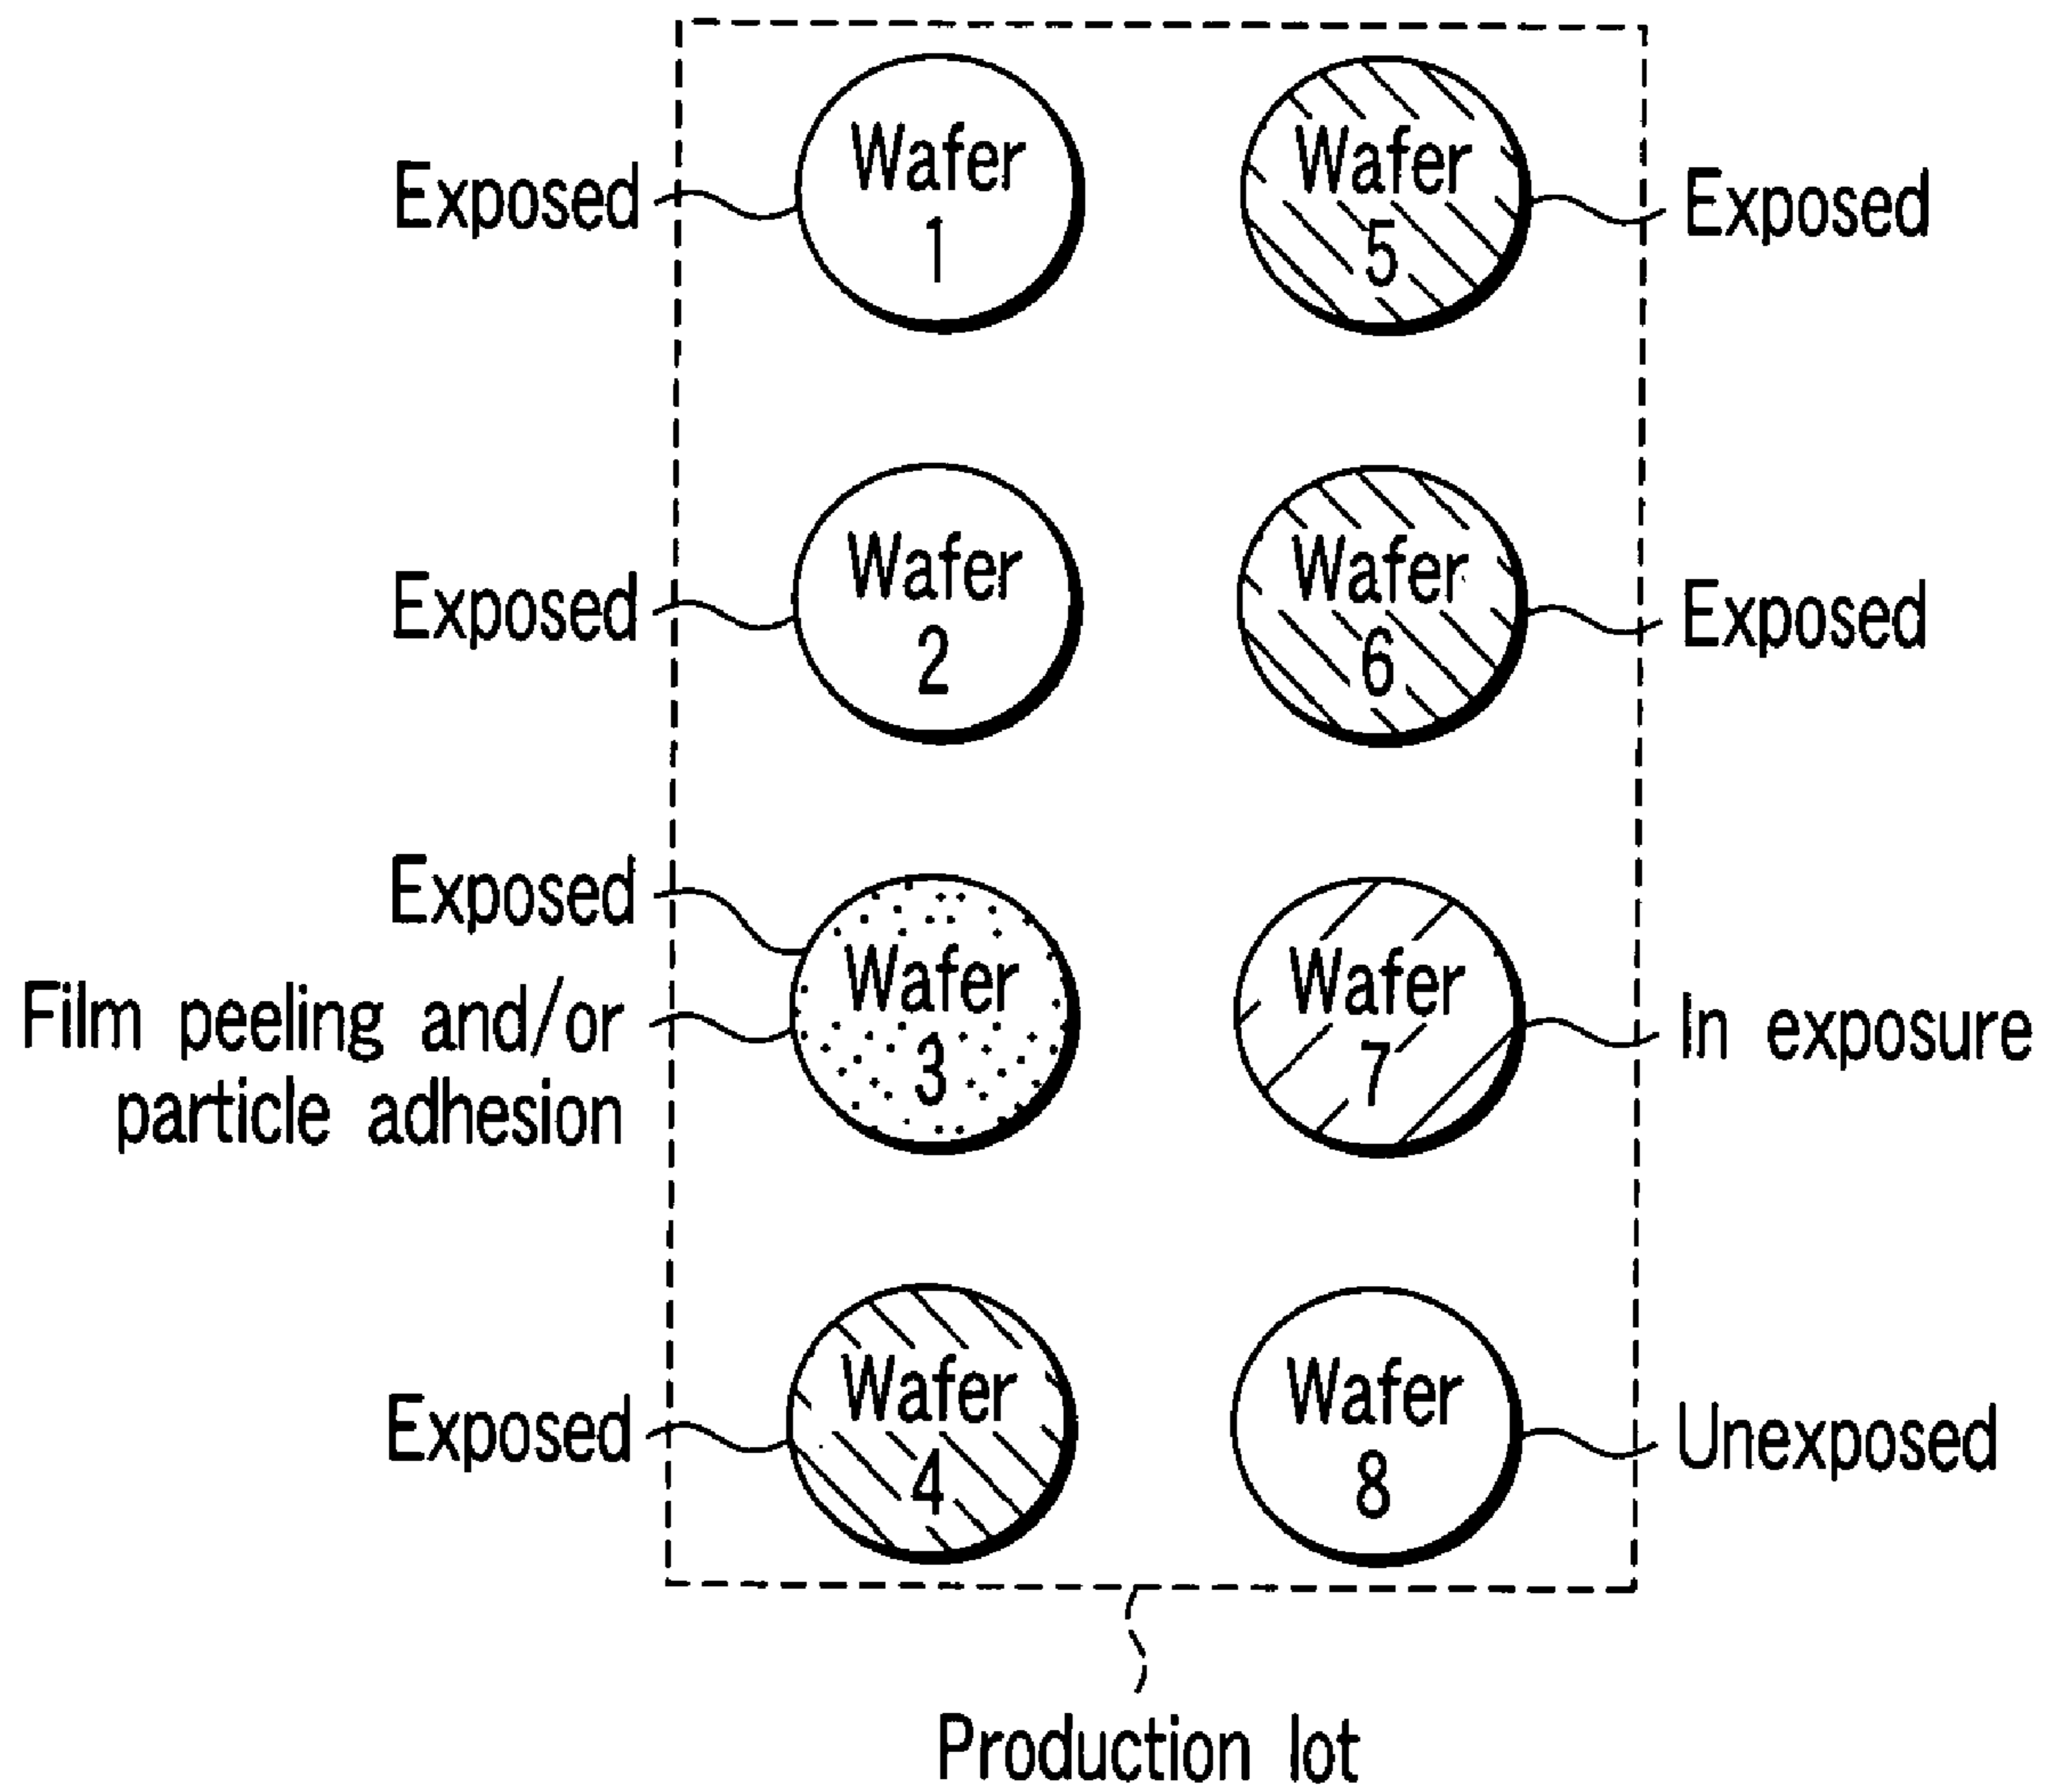 Exposed
Wafer
1
Wafer
5
Exposed
Exposed
Wafer
2
Wafer
6
Exposed
Exposed
Film peeling and/or
particle adhesion
Wafer
3
Wafer
7
In exposure
Exposed
Wafer
4
Wafer
8
Unexposed
Production lot